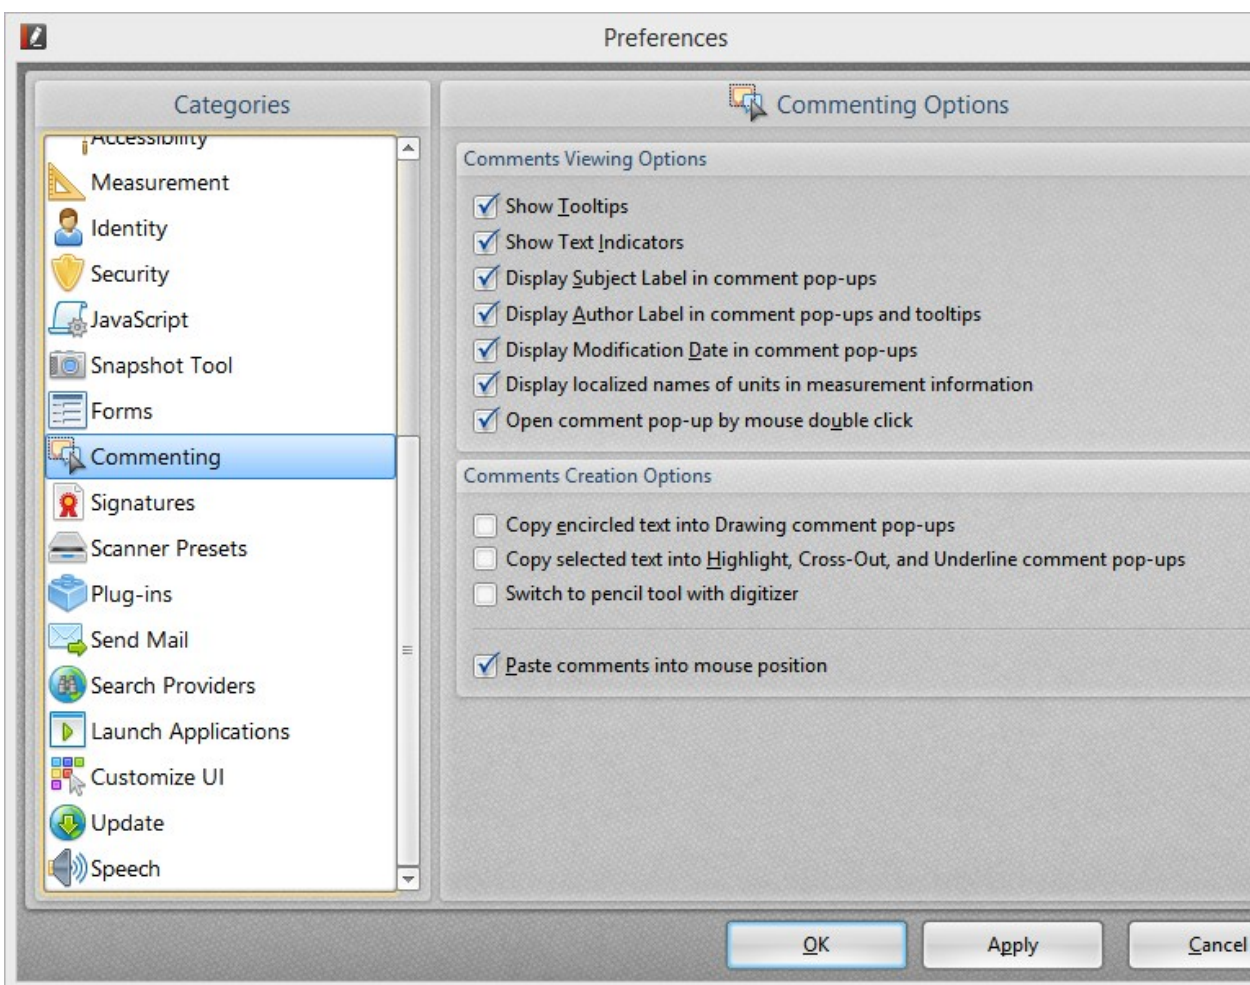 Preferences
Categories
Accessibility
Measurement
Identity
Security
JavaScript
Snapshot Tool
Forms
Commenting
Signatures
Scanner Presets
Plug-ins
Send Mail
Search Providers
Launch Applications
Customize UI
Update
Speech
Commenting Options
Comments Viewing Options
Show Tooltips
Show Text Indicators
Display Subject Label in comment pop-ups
Display Author Label in comment pop-ups and tooltips
Display Modification Date in comment pop-ups
Display localized names of units in measurement information
Open comment pop-up by mouse double click
Comments Creation Options
Copy encircled text into Drawing comment pop-ups
Copy selected text into Highlight, Cross-Out, and Underline comment pop-ups
Switch to pencil tool with digitizer
Paste comments into mouse position
OK
Apply
Cancel